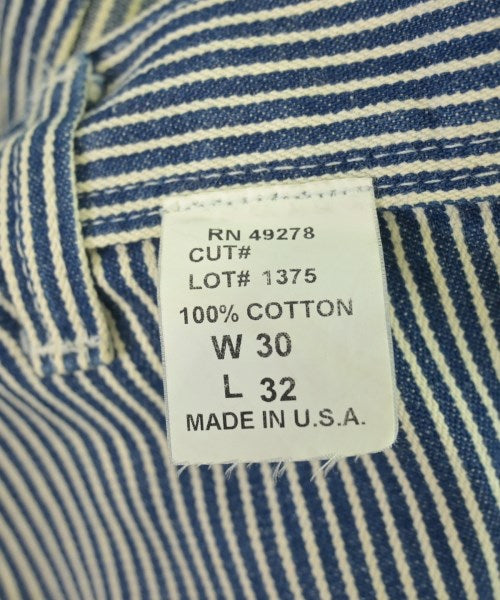 RN 49278
CUT#
LOT# 1375
100% COTTON
W 30
L 32
MADE IN U.S.A.